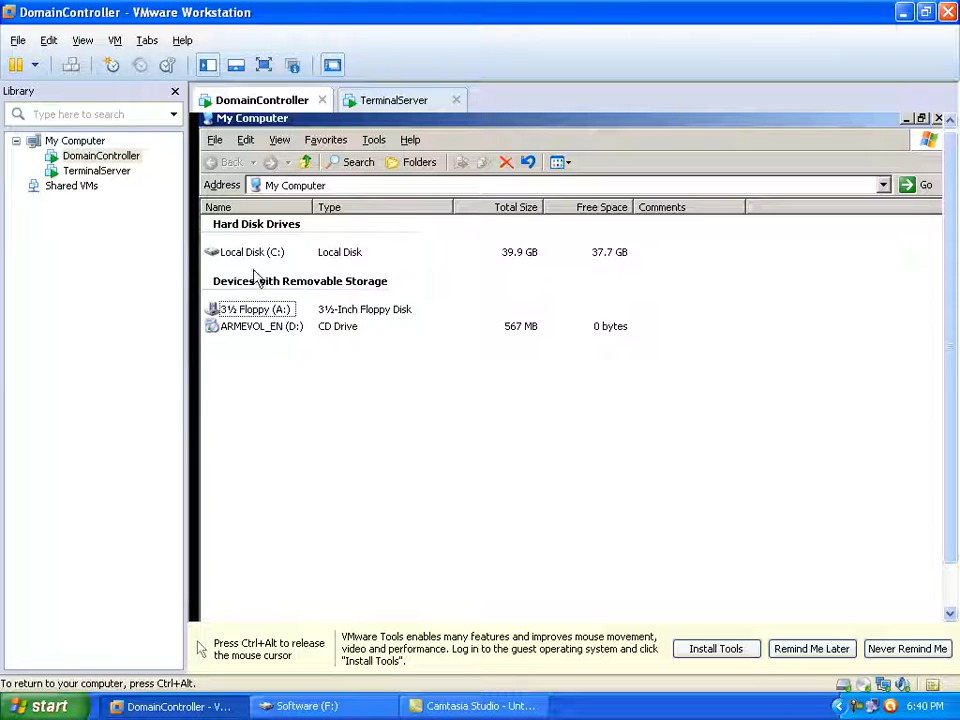 DomainController - VMware Workstation
File Edit View VM Tabs Help
Library
Type here to search
My Computer
DomainController
TerminalServer
Shared VMs
DomainController TerminalServer
My Computer
File Edit View Favorites Tools Help
Back Search Folders
Address My Computer Go
Name Type Total Size Free Space Comments
Hard Disk Drives
Local Disk (C:) Local Disk 39.9 GB 37.7 GB
Devices with Removable Storage
3½ Floppy (A:) 3½-Inch Floppy Disk
ARMEVOL_EN (D:) CD Drive 567 MB 0 bytes
Press Ctrl+Alt to release
the mouse cursor
VMware Tools enables many features and improves mouse movement,
video and performance. Log in to the guest operating system and click
"Install Tools".
Install Tools Remind Me Later Never Remind Me
To return to your computer, press Ctrl+Alt.
start DomainController - V... Software (F:) Camtasia Studio - Unt... 6:40 PM